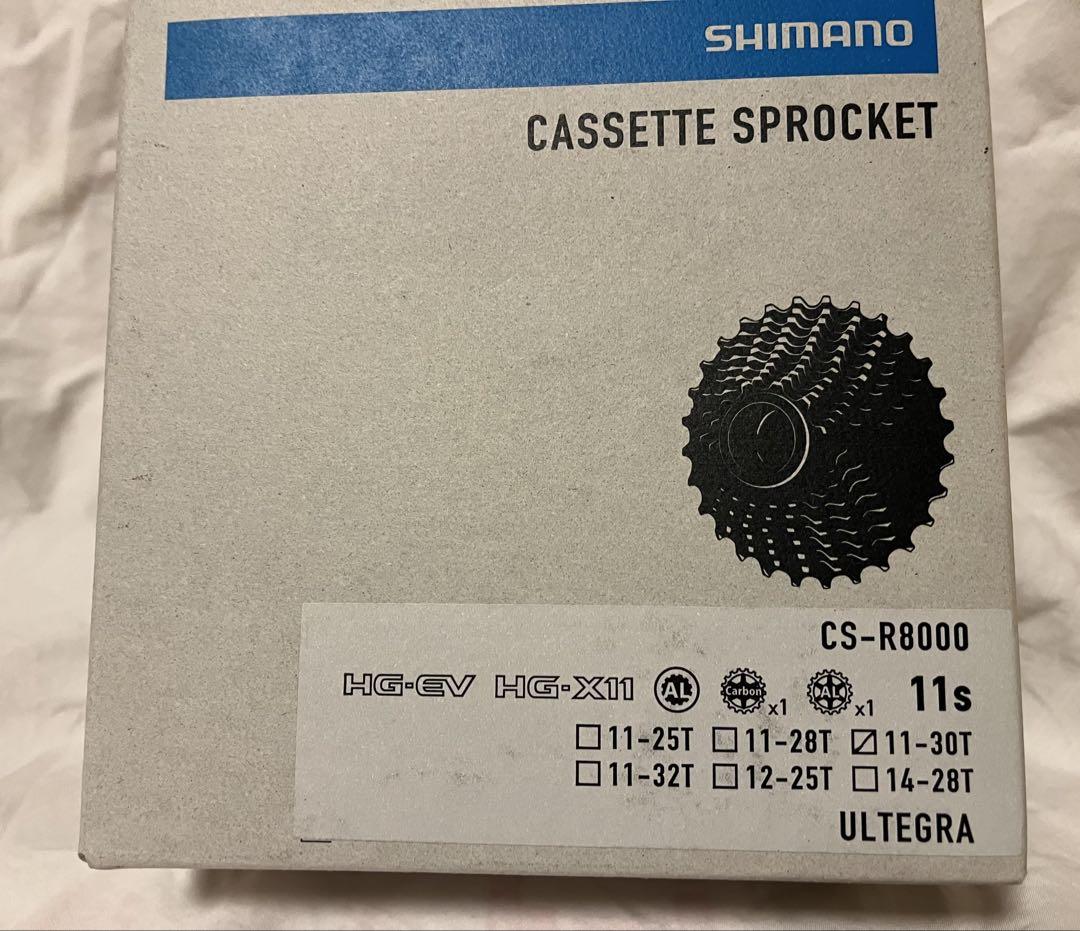 SHIMANO
CASSETTE SPROCKET
CS-R8000
HG-EV HG-X11 AL Carbon x1 AL x1 11s
☐ 11-25T ☐ 11-28T ☑ 11-30T
☐ 11-32T ☐ 12-25T ☐ 14-28T
ULTEGRA